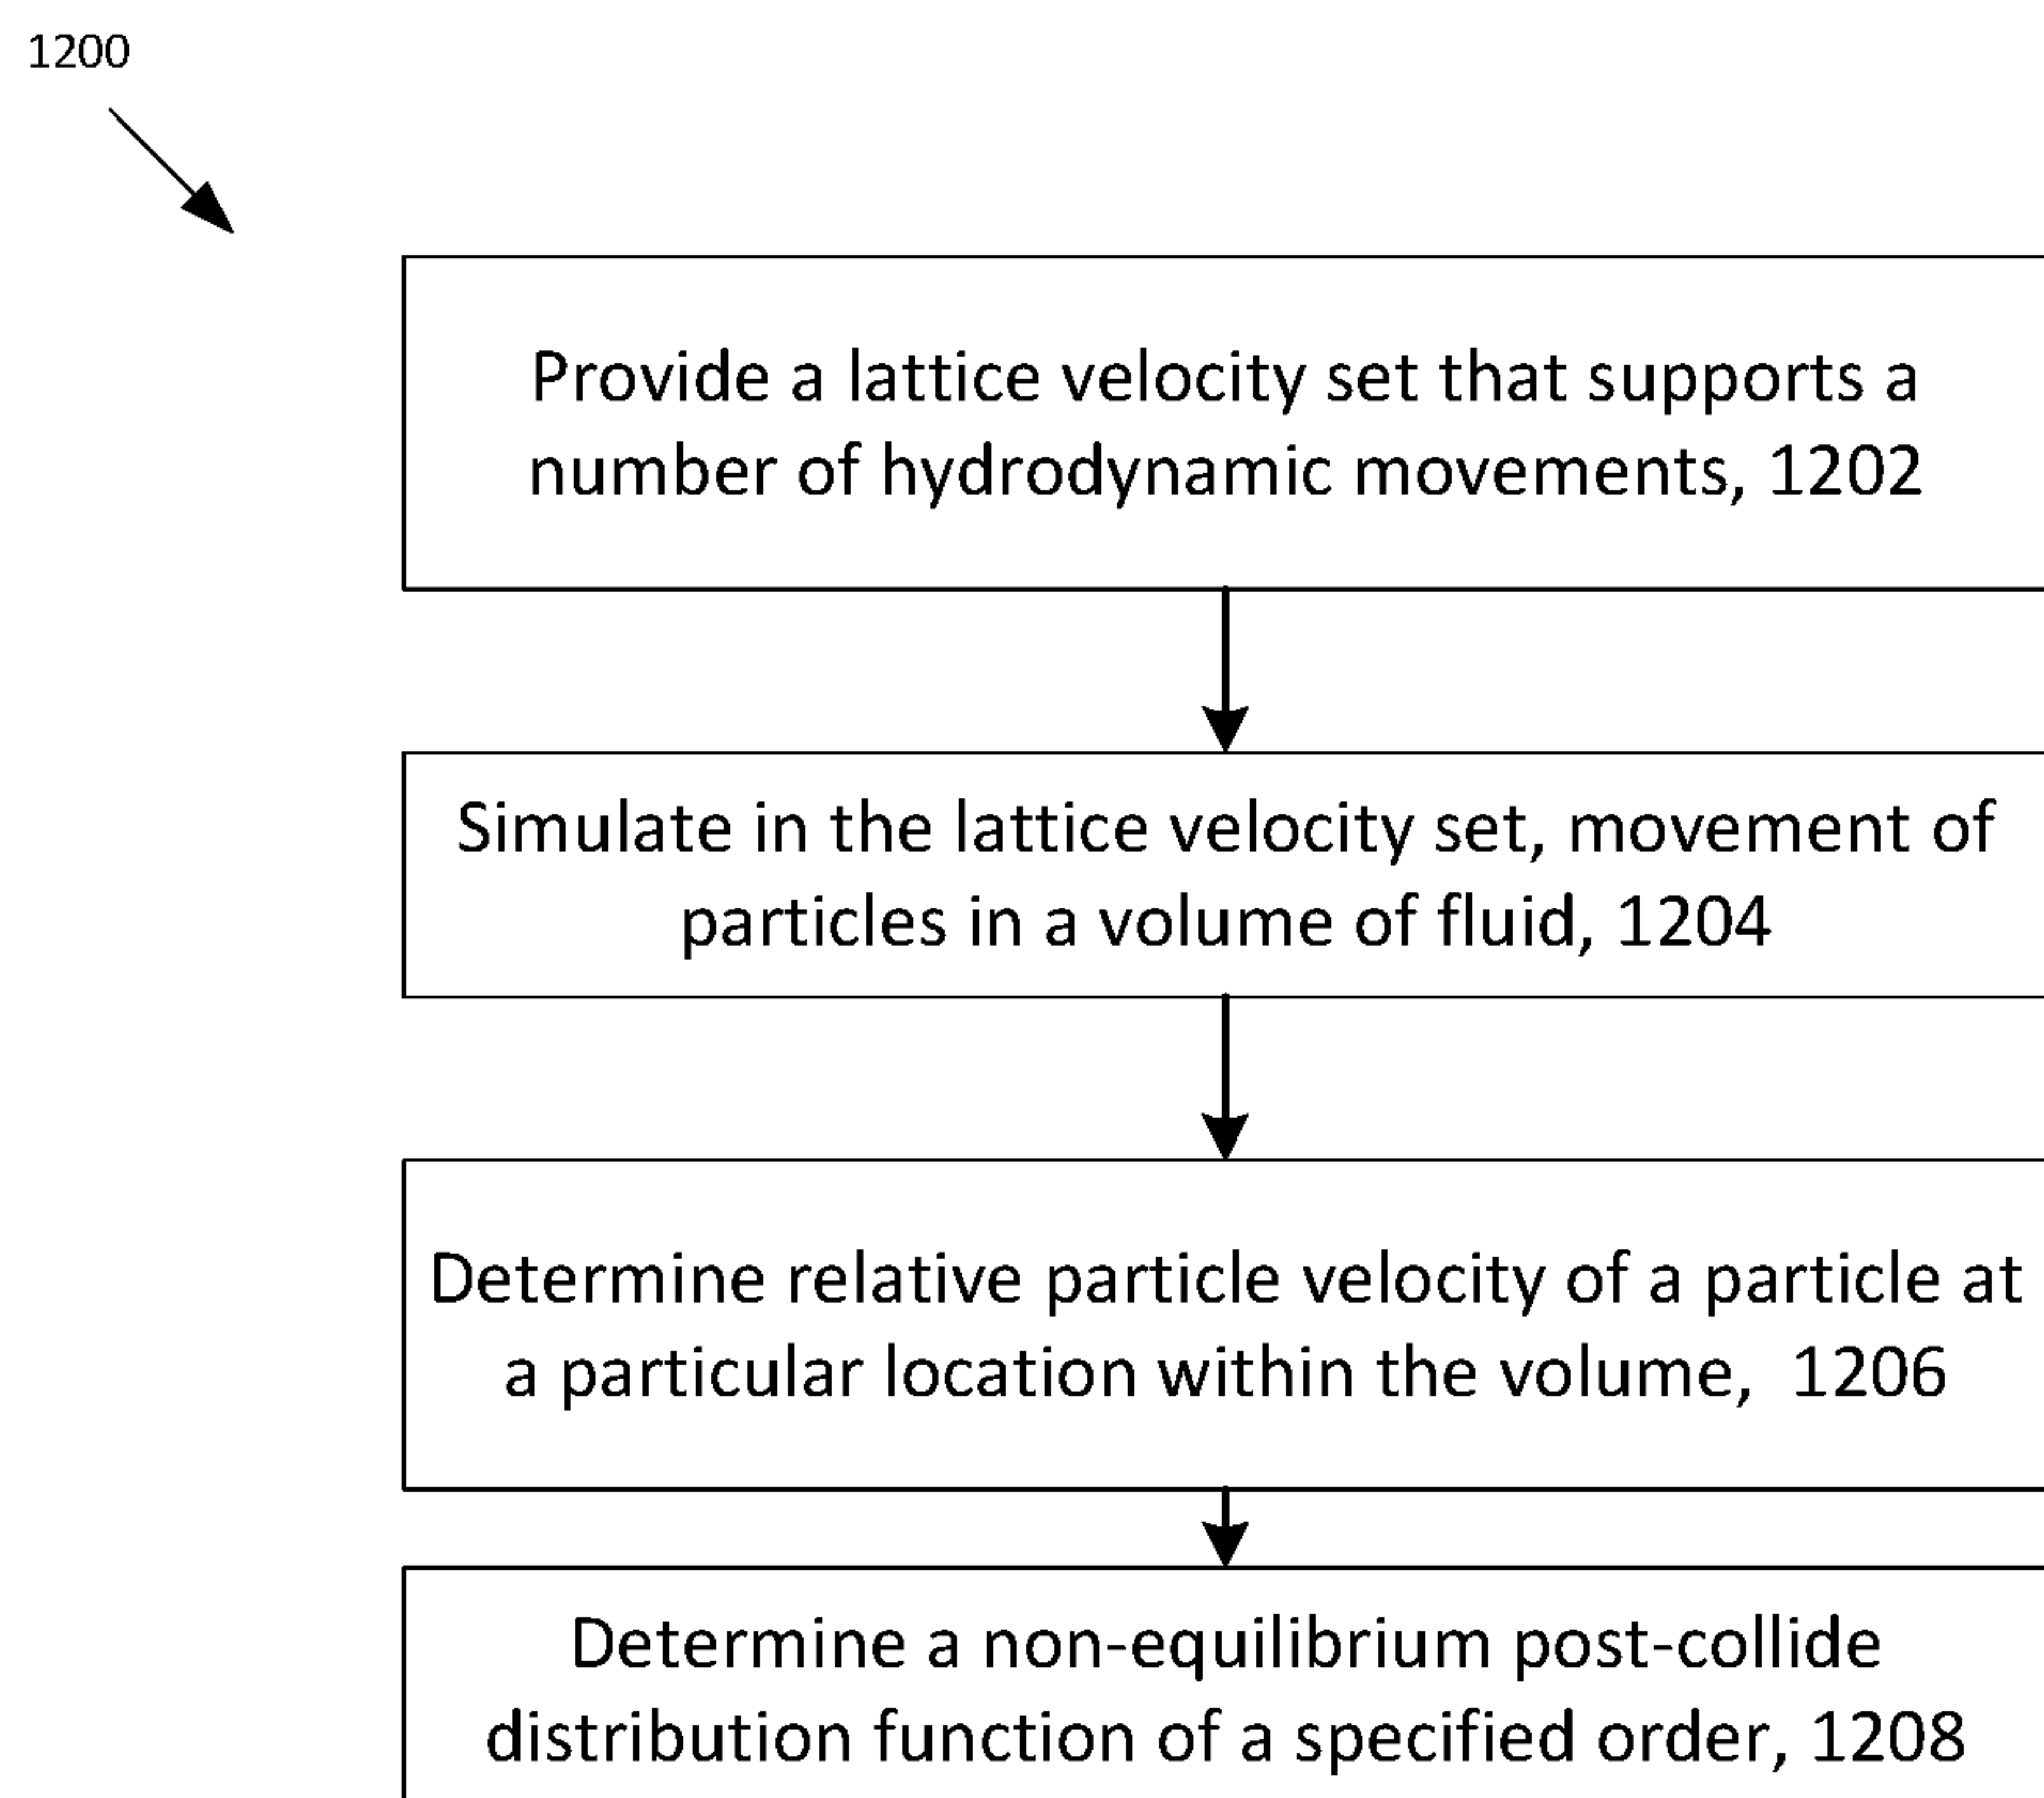 1200
Provide a lattice velocity set that supports a
number of hydrodynamic movements, 1202
Simulate in the lattice velocity set, movement of
particles in a volume of fluid, 1204
Determine relative particle velocity of a particle at
a particular location within the volume, 1206
Determine a non-equilibrium post-collide
distribution function of a specified order, 1208